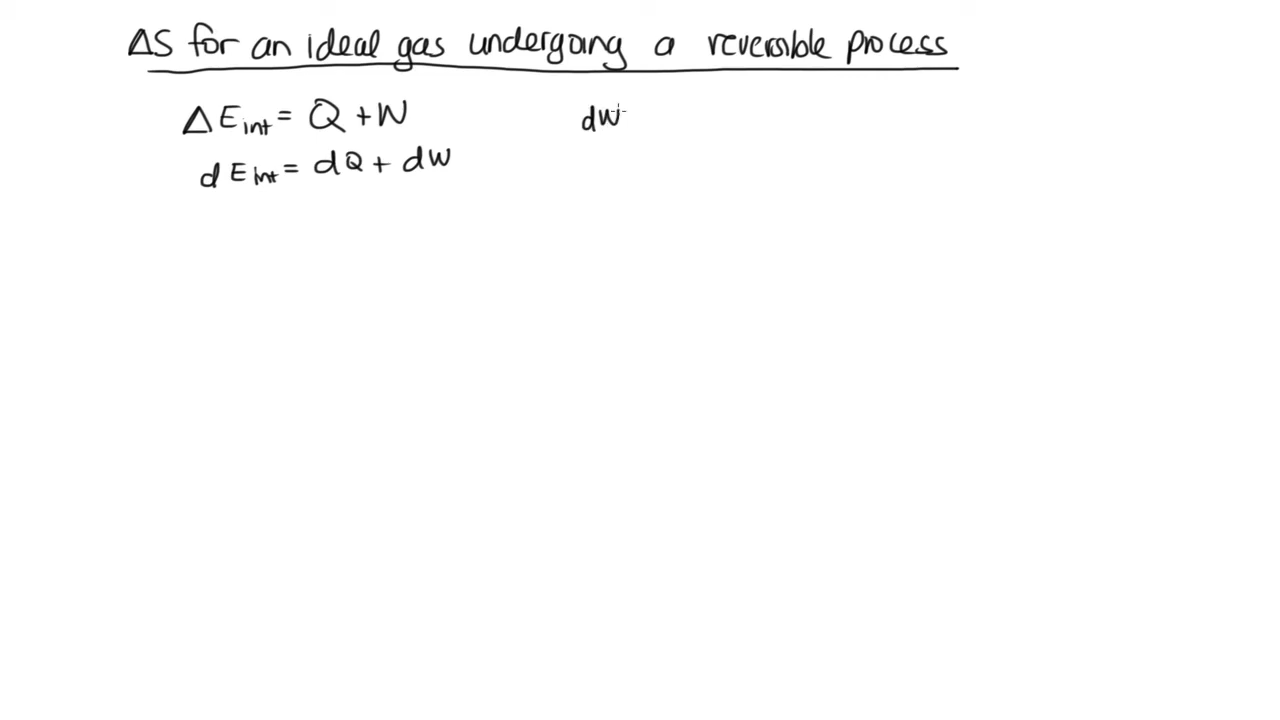 ΔS for an ideal gas undergoing a reversible process
ΔE_int = Q + W
dW
dE_int = dQ + dW